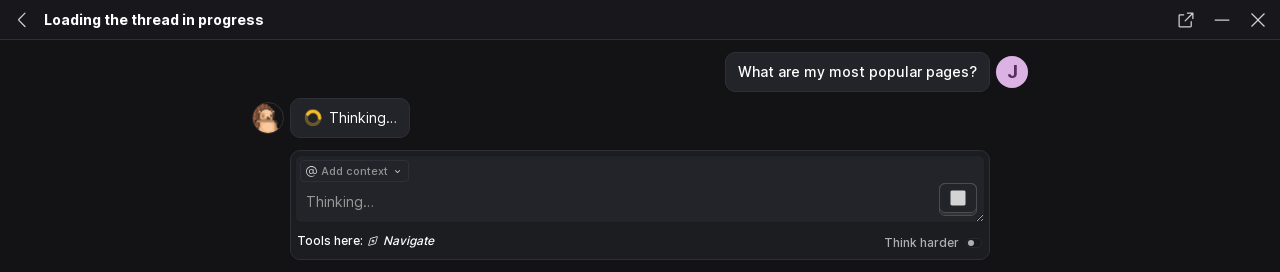 Loading the thread in progress
What are my most popular pages?
J
Thinking...
@ Add context
Thinking...
Tools here: Navigate
Think harder